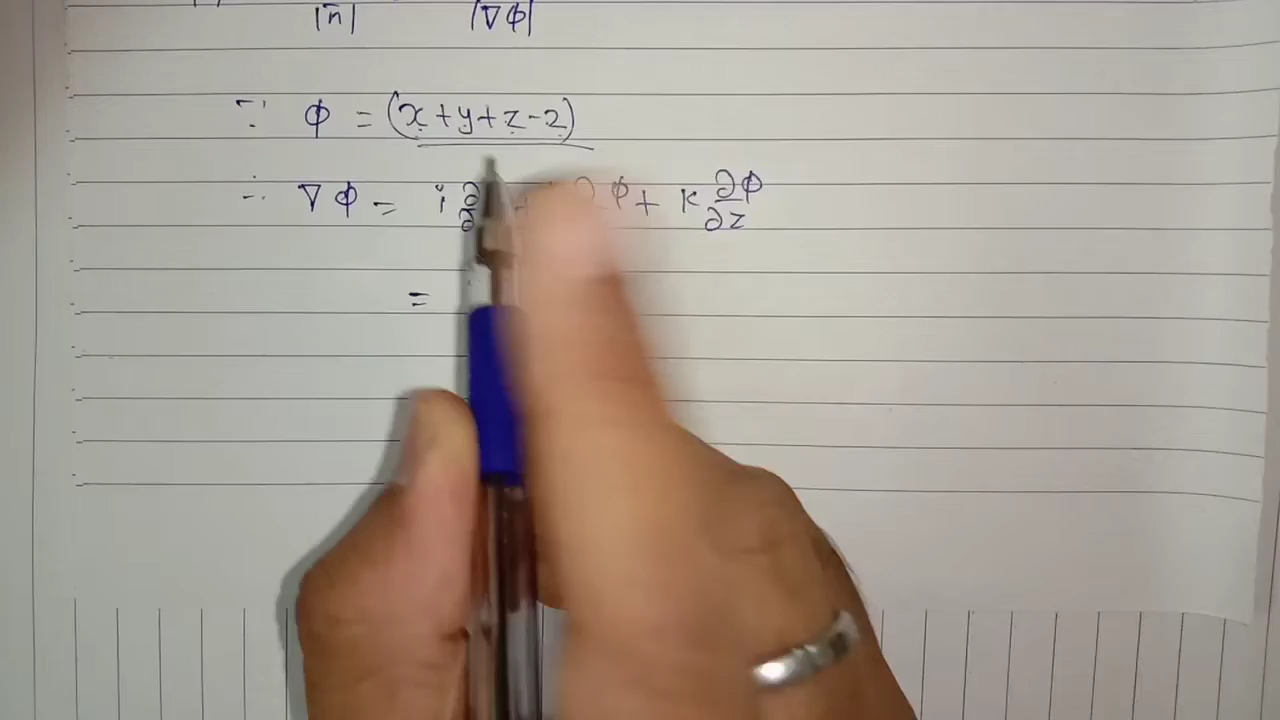 |n̄| |∇ϕ|
∵ ϕ = (x+y+z-2)
∴ ∇ϕ = i ∂ ∂ϕ + k ∂ϕ/∂z
=